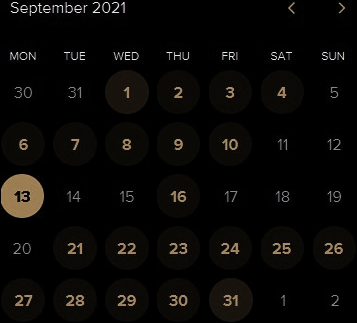 September 2021
MON TUE WED THU FRI SAT SUN
30 31 1 2 3 4 5
6 7 8 9 10 11 12
13 14 15 16 17 18 19
20 21 22 23 24 25 26
27 28 29 30 31 1 2